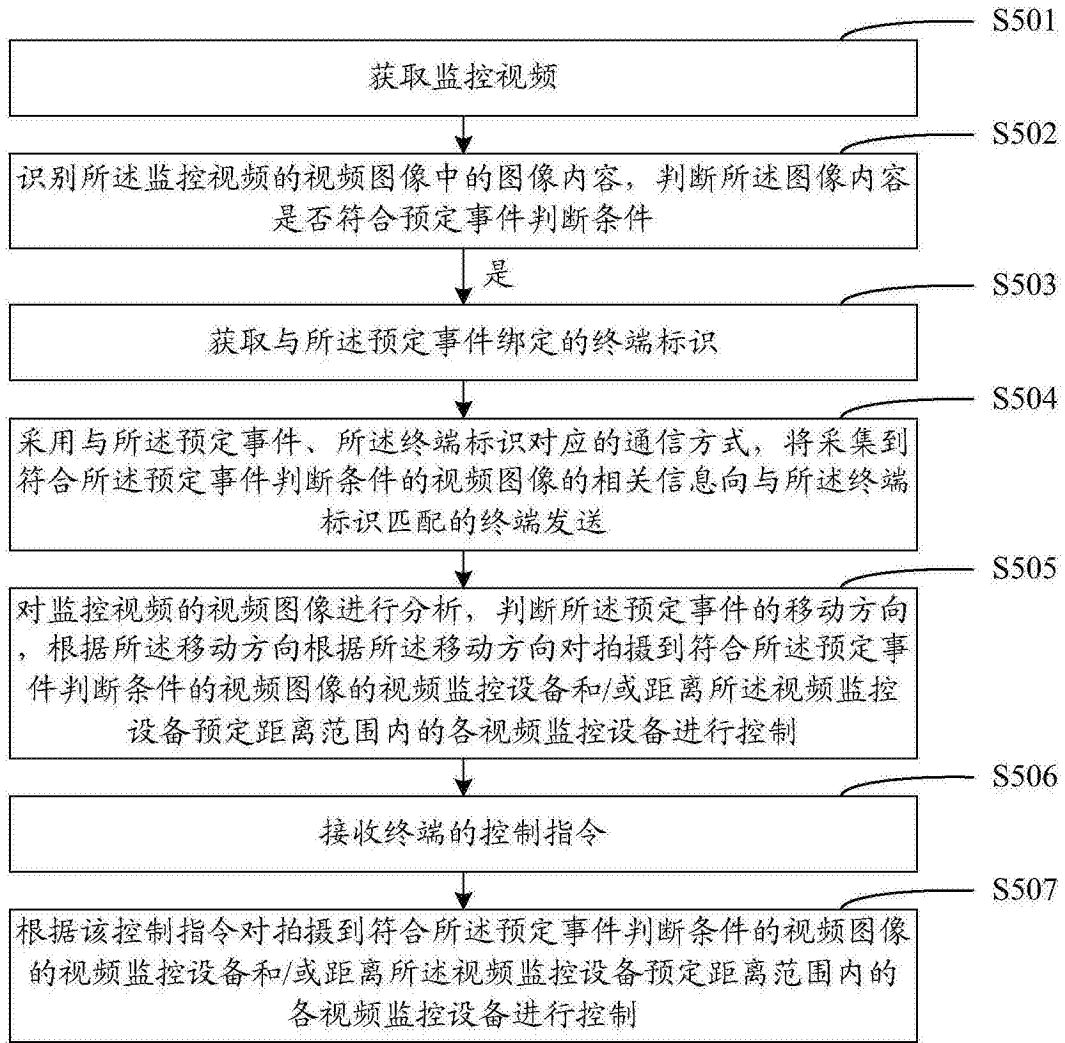 S501
获取监控视频
S502
识别所述监控视频的视频图像中的图像内容，判断所述图像内容
是否符合预定事件判断条件
是
S503
获取与所述预定事件绑定的终端标识
S504
采用与所述预定事件、所述终端标识对应的通信方式，将采集到
符合所述预定事件判断条件的视频图像的相关信息向与所述终端
标识匹配的终端发送
S505
对监控视频的视频图像进行分析，判断所述预定事件的移动方向
，根据所述移动方向根据所述移动方向对拍摄到符合所述预定事
件判断条件的视频图像的视频监控设备和/或距离所述视频监控
设备预定距离范围内的各视频监控设备进行控制
S506
接收终端的控制指令
S507
根据该控制指令对拍摄到符合所述预定事件判断条件的视频图像
的视频监控设备和/或距离所述视频监控设备预定距离范围内的
各视频监控设备进行控制